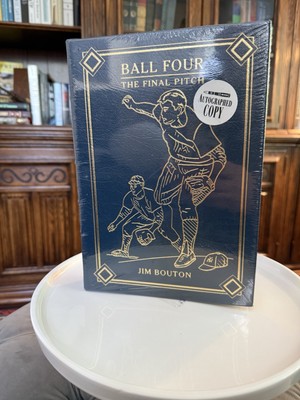 BALL FOUR
THE FINAL PITCH
AUTOGRAPHED
COPY
JIM BOUTON